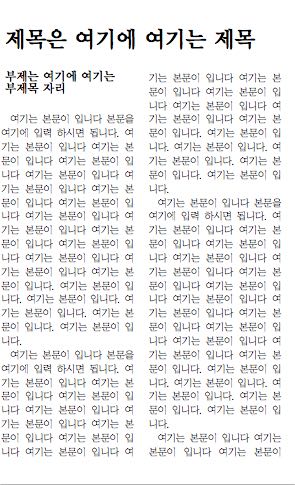 제목은 여기에 여기는 제목
부제는 여기에 여기는
부제목 자리
여기는 본문이 입니다 본문을
여기에 입력 하시면 됩니다. 여
기는 본문이 입니다 여기는 본
문이 입니다 여기는 본문이 입
니다 여기는 본문이 입니다 여
기는 본문이 입니다 여기는 본
문이 입니다 여기는 본문이 입
니다 여기는 본문이 입니다 여
기는 본문이 입니다 여기는 본
문이 입니다 여기는 본문이 입
니다 여기는 본문이 입니다 여
기는 본문이 입니다 여기는 본
문이 입니다. 여기는 본문이 입
니다. 여기는 본문이 입니다. 여
기는 본문이 입니다. 여기는 본
문이 입니다. 여기는 본문이 입
니다.
여기는 본문이 입니다 본문을
여기에 입력 하시면 됩니다. 여
기는 본문이 입니다 여기는 본
문이 입니다 여기는 본문이 입
니다 여기는 본문이 입니다 여
기는 본문이 입니다 여기는 본
문이 입니다 여기는 본문이 입
니다 여기는 본문이 입니다 여
기는 본문이 입니다 여기는 본
문이 입니다 여기는 본문이 입
니다 여기는 본문이 입니다 여
기는 본문이 입니다. 여기는 본
문이 입니다. 여기는 본문이 입
니다. 여기는 본문이 입니다. 여
기는 본문이 입니다. 여기는 본
문이 입니다. 여기는 본문이 입
니다.
여기는 본문이 입니다 본문을
여기에 입력 하시면 됩니다. 여
기는 본문이 입니다 여기는 본
문이 입니다 여기는 본문이 입
니다 여기는 본문이 입니다 여
기는 본문이 입니다 여기는 본
문이 입니다 여기는 본문이 입
니다 여기는 본문이 입니다 여
기는 본문이 입니다 여기는 본
문이 입니다 여기는 본문이 입
니다 여기는 본문이 입니다 여
기는 본문이 입니다. 여기는 본
문이 입니다. 여기는 본문이 입
니다. 여기는 본문이 입니다. 여
기는 본문이 입니다. 여기는 본
문이 입니다. 여기는 본문이 입
니다.
여기는 본문이 입니다 여기는
본문이 입니다 여기는 본문이